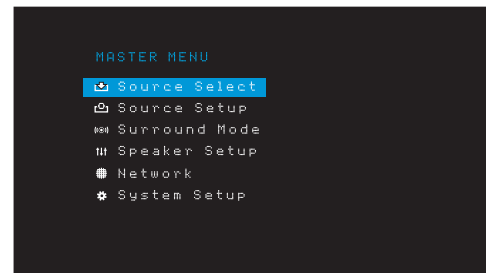 MASTER MENU
Source Select
Source Setup
Surround Mode
Speaker Setup
Network
System Setup